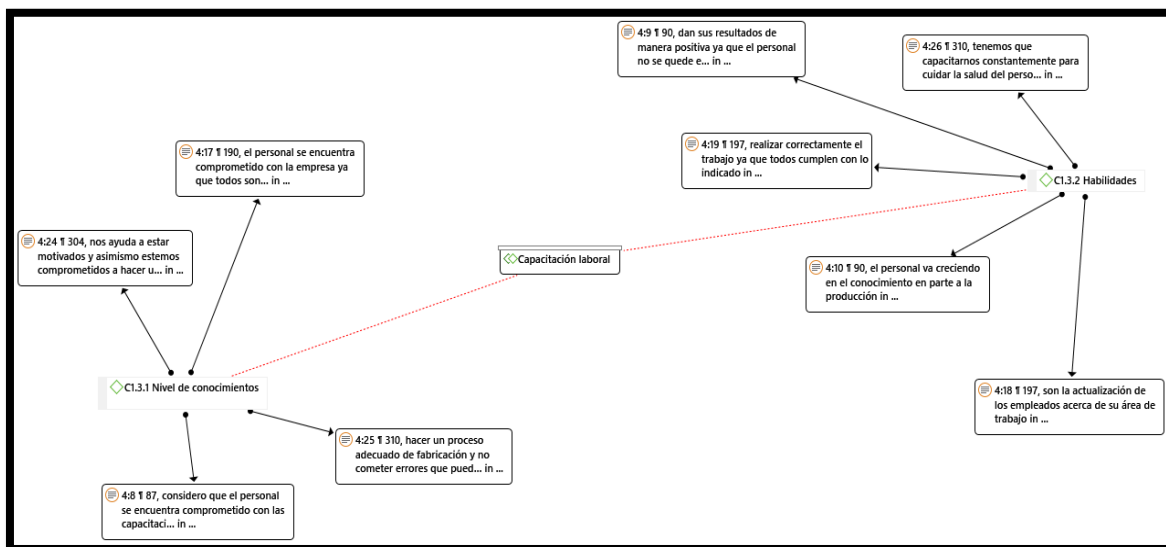 4:9 ¶ 90, dan sus resultados de
manera positiva ya que el personal
no se quede e... in ...
4:26 ¶ 310, tenemos que
capacitarnos constantemente para
cuidar la salud del perso... in ...
4:17 ¶ 190, el personal se encuentra
comprometido con la empresa ya
que todos son... in ...
4:19 ¶ 197, realizar correctamente el
trabajo ya que todos cumplen con lo
indicado in ...
C1.3.2 Habilidades
4:24 ¶ 304, nos ayuda a estar
motivados y asimismo estemos
comprometidos a hacer u... in ...
Capacitación laboral
4:10 ¶ 90, el personal va creciendo
en el conocimiento en parte a la
producción in ...
C1.3.1 Nivel de conocimientos
4:18 ¶ 197, son la actualización de
los empleados acerca de su área de
trabajo in ...
4:25 ¶ 310, hacer un proceso
adecuado de fabricación y no
cometer errores que pued... in ...
4:8 ¶ 87, considero que el personal
se encuentra comprometido con las
capacitaci... in ...